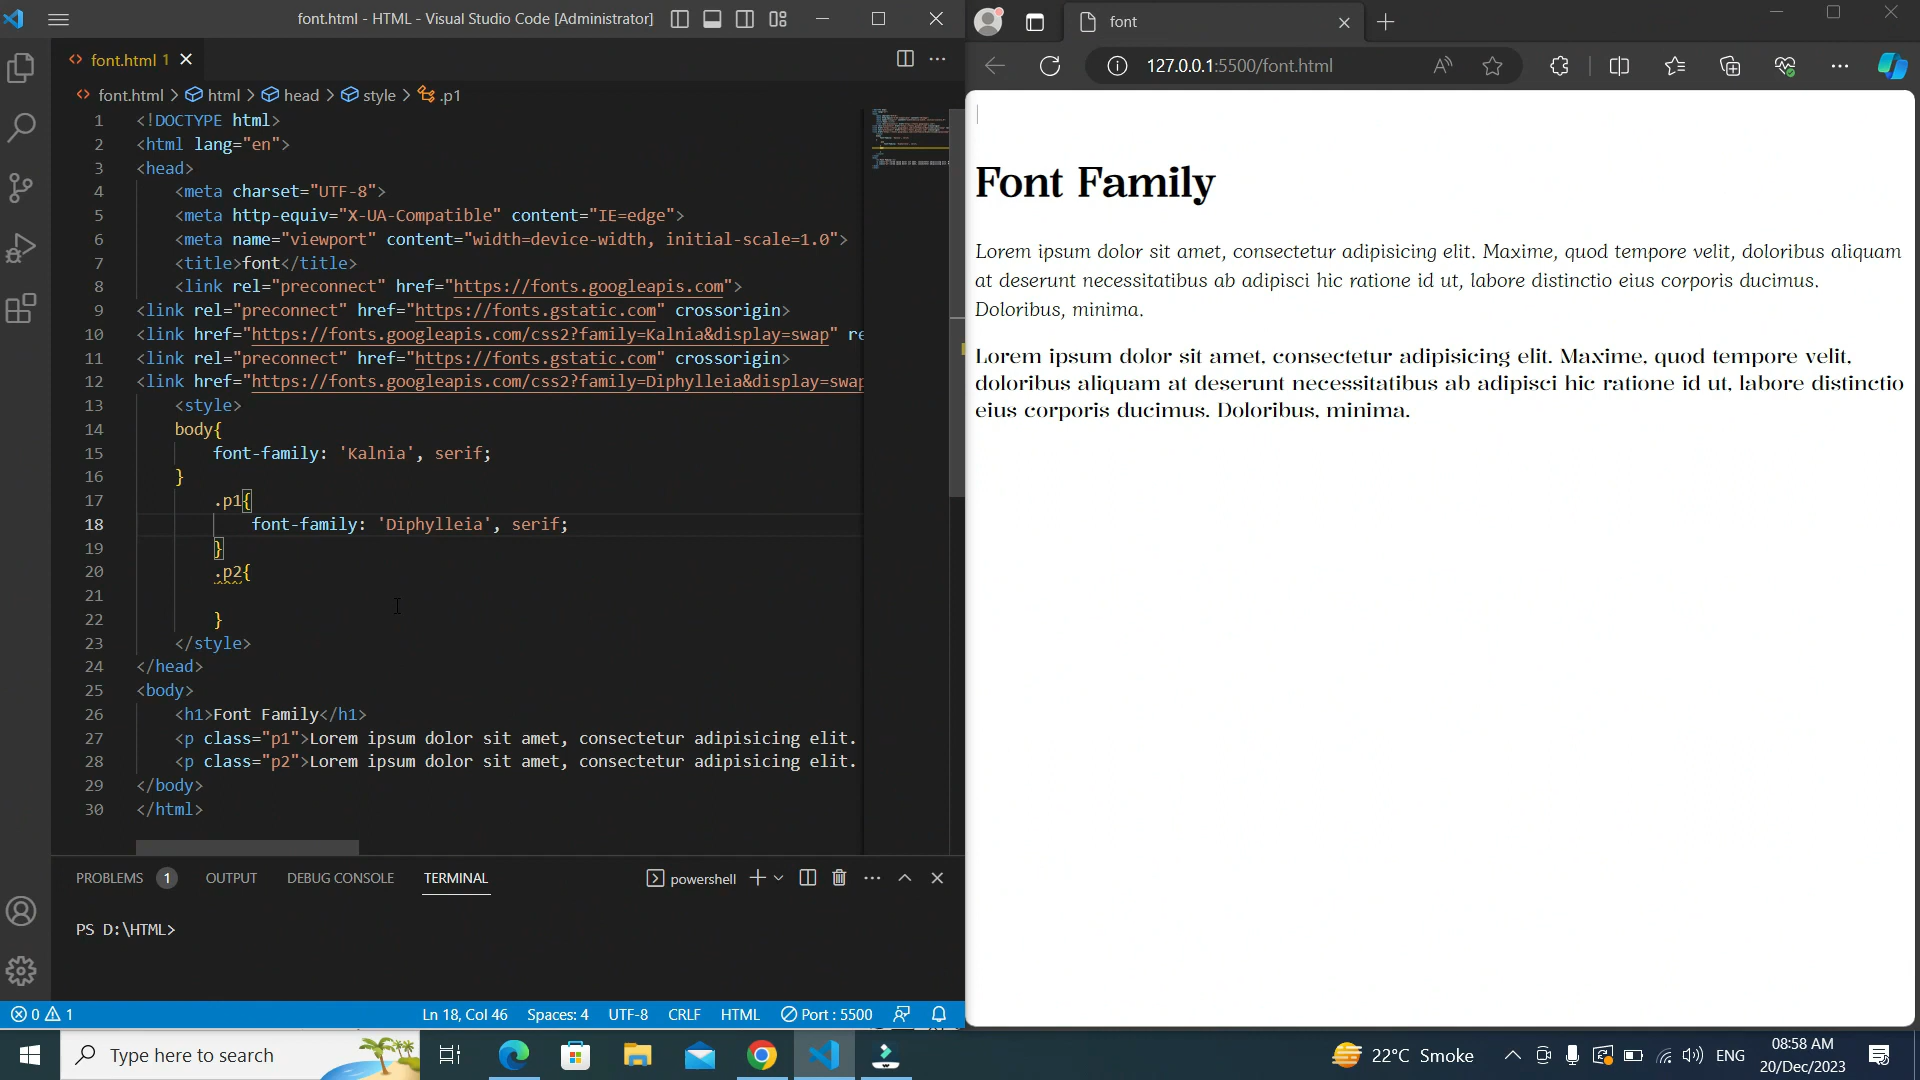 font.html - HTML - Visual Studio Code [Administrator]
font.html 1
font.html > html > head > style > .p1
1 <!DOCTYPE html>
2 <html lang="en">
3 <head>
4 <meta charset="UTF-8">
5 <meta http-equiv="X-UA-Compatible" content="IE=edge">
6 <meta name="viewport" content="width=device-width, initial-scale=1.0">
7 <title>font</title>
8 <link rel="preconnect" href="https://fonts.googleapis.com">
9 <link rel="preconnect" href="https://fonts.gstatic.com" crossorigin>
10 <link href="https://fonts.googleapis.com/css2?family=Kalnia&display=swap" re
11 <link rel="preconnect" href="https://fonts.gstatic.com" crossorigin>
12 <link href="https://fonts.googleapis.com/css2?family=Diphylleia&display=swap
13 <style>
14 body{
15 font-family: 'Kalnia', serif;
16 }
17 .p1{
18 font-family: 'Diphylleia', serif;
19 }
20 .p2{
21
22 }
23 </style>
24 </head>
25 <body>
26 <h1>Font Family</h1>
27 <p class="p1">Lorem ipsum dolor sit amet, consectetur adipisicing elit.
28 <p class="p2">Lorem ipsum dolor sit amet, consectetur adipisicing elit.
29 </body>
30 </html>
PROBLEMS 1 OUTPUT DEBUG CONSOLE TERMINAL powershell
PS D:\HTML>
0 1 Ln 18, Col 46 Spaces: 4 UTF-8 CRLF HTML Port : 5500
font
127.0.0.1:5500/font.html
Font Family
Lorem ipsum dolor sit amet, consectetur adipisicing elit. Maxime, quod tempore velit, doloribus aliquam
at deserunt necessitatibus ab adipisci hic ratione id ut, labore distinctio eius corporis ducimus.
Doloribus, minima.
Lorem ipsum dolor sit amet, consectetur adipisicing elit. Maxime, quod tempore velit,
doloribus aliquam at deserunt necessitatibus ab adipisci hic ratione id ut, labore distinctio
eius corporis ducimus. Doloribus, minima.
Type here to search
22°C Smoke
ENG
08:58 AM
20/Dec/2023